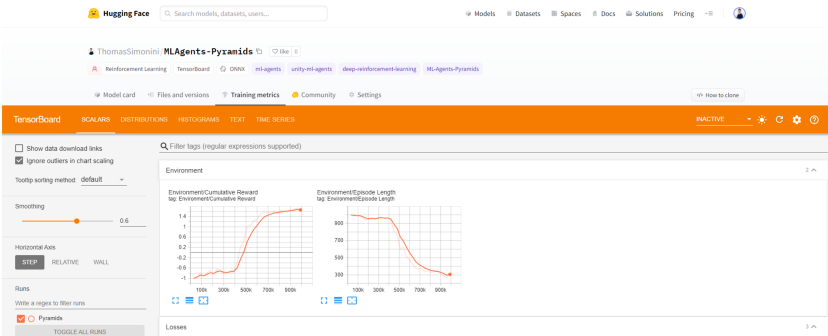 Hugging Face
Search models, datasets, users...
Models Datasets Spaces Docs Solutions Pricing
ThomasSimonini/MLAgents-Pyramids like 0
Reinforcement Learning TensorBoard ONNX ml-agents unity-ml-agents deep-reinforcement-learning ML-Agents-Pyramids
Model card Files and versions Training metrics Community Settings </> How to clone
TensorBoard SCALARS DISTRIBUTIONS HISTOGRAMS TEXT TIME SERIES INACTIVE
Show data download links
Ignore outliers in chart scaling
Tooltip sorting method: default
Smoothing
0.6
Horizontal Axis
STEP RELATIVE WALL
Runs
Write a regex to filter runs
Pyramids
TOGGLE ALL RUNS
Filter tags (regular expressions supported)
Environment 2
Environment/Cumulative Reward
tag: Environment/Cumulative Reward
1.4
1
0.6
0.2
-0.2
-0.6
-1
100k 300k 500k 700k 900k
Environment/Episode Length
tag: Environment/Episode Length
900
700
500
300
100k 300k 500k 700k 900k
Losses 3